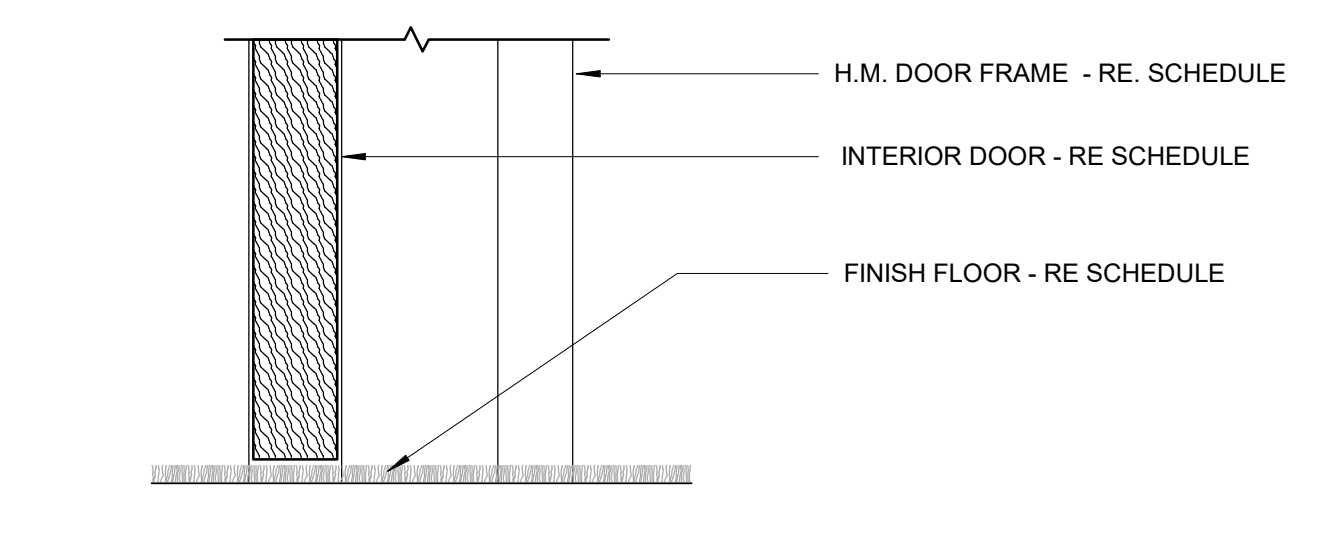 H.M. DOOR FRAME - RE. SCHEDULE
INTERIOR DOOR - RE SCHEDULE
FINISH FLOOR - RE SCHEDULE